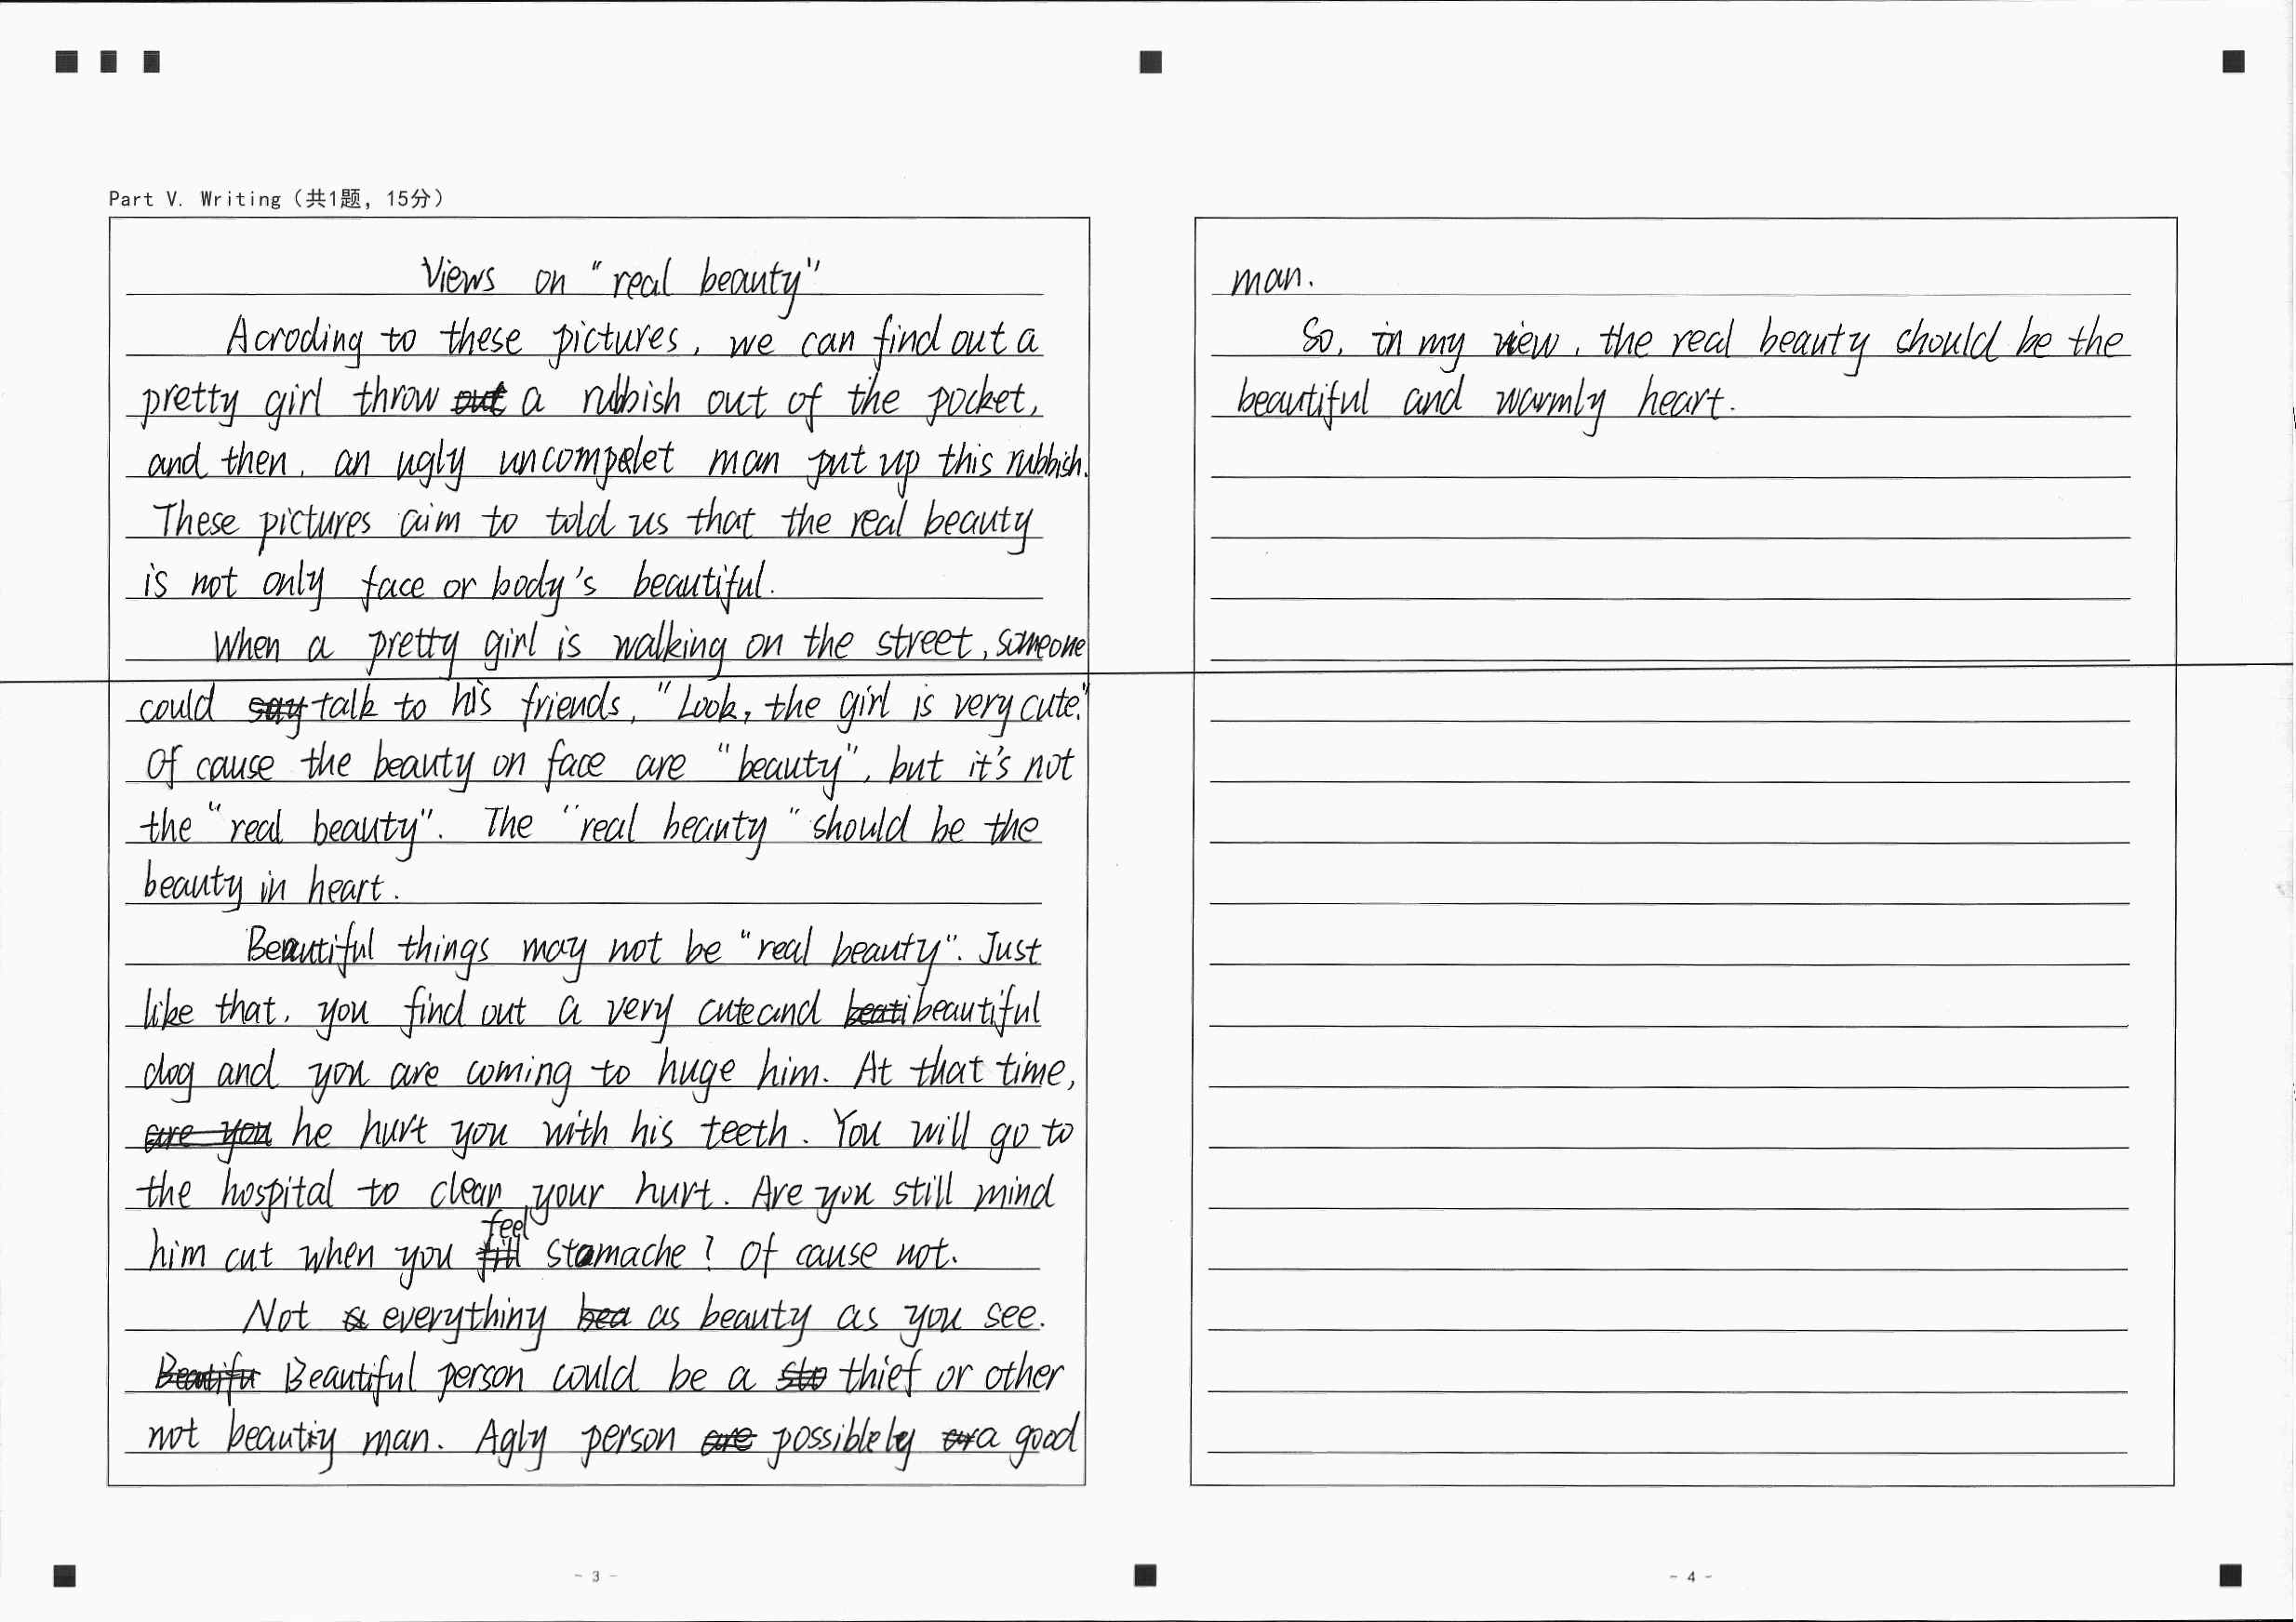 Part V. Writing（共1题，15分）
Views on "real beauty"
Acroding to these pictures, we can find out a
pretty girl throw out a rubbish out of the pocket,
and then, an ugly uncompelet man put up this rubbish.
These pictures aim to told us that the real beauty
is not only face or body's beautiful.
When a pretty girl is walking on the street, someone
could say talk to his friends, "Look, the girl is very cute."
Of cause the beauty on face are "beauty", but it's not
the "real beauty". The "real beauty" should be the
beauty in heart.
Beautiful things may not be "real beauty". Just
like that, you find out a very cute and beati beautiful
dog and you are coming to huge him. At that time,
are you he hurt you with his teeth. You will go to
the hospital to clean your hurt. Are you still mind
feel
him cut when you fill stamache? Of cause not.
Not a everything bea as beauty as you see.
Beatifu Beautiful person could be a sto thief or other
not beautiy man. Agly person are possiblely a good
- 3 -
man.
So, in my view, the real beauty should be the
beautiful and warmly heart.
- 4 -